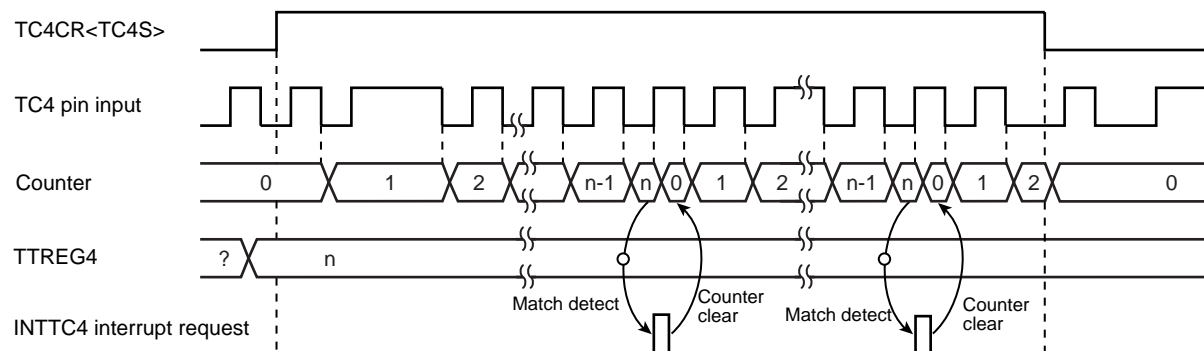 TC4CR<TC4S>
TC4 pin input
Counter 0 1 2 n-1 n 0 1 2 n-1 n 0 1 2 0
TTREG4 ? n
Match detect Counter clear Match detect Counter clear
INTTC4 interrupt request